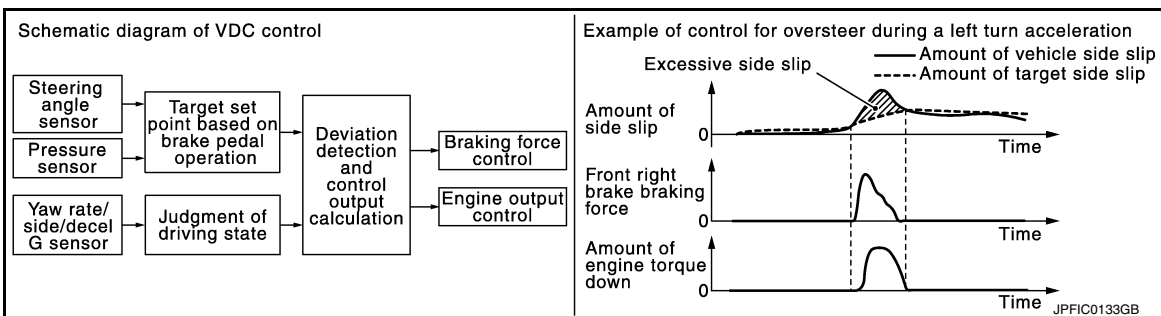 Schematic diagram of VDC control
Steering
angle
sensor
Pressure
sensor
Yaw rate/
side/decel
G sensor
Target set
point based on
brake pedal
operation
Judgment of
driving state
Deviation
detection
and
control
output
calculation
Braking force
control
Engine output
control
Example of control for oversteer during a left turn acceleration
Amount of vehicle side slip
Amount of target side slip
Excessive side slip
Amount of
side slip
0
Time
Front right
brake braking
force
0
Time
Amount of
engine torque
down
0
Time
JPFIC0133GB